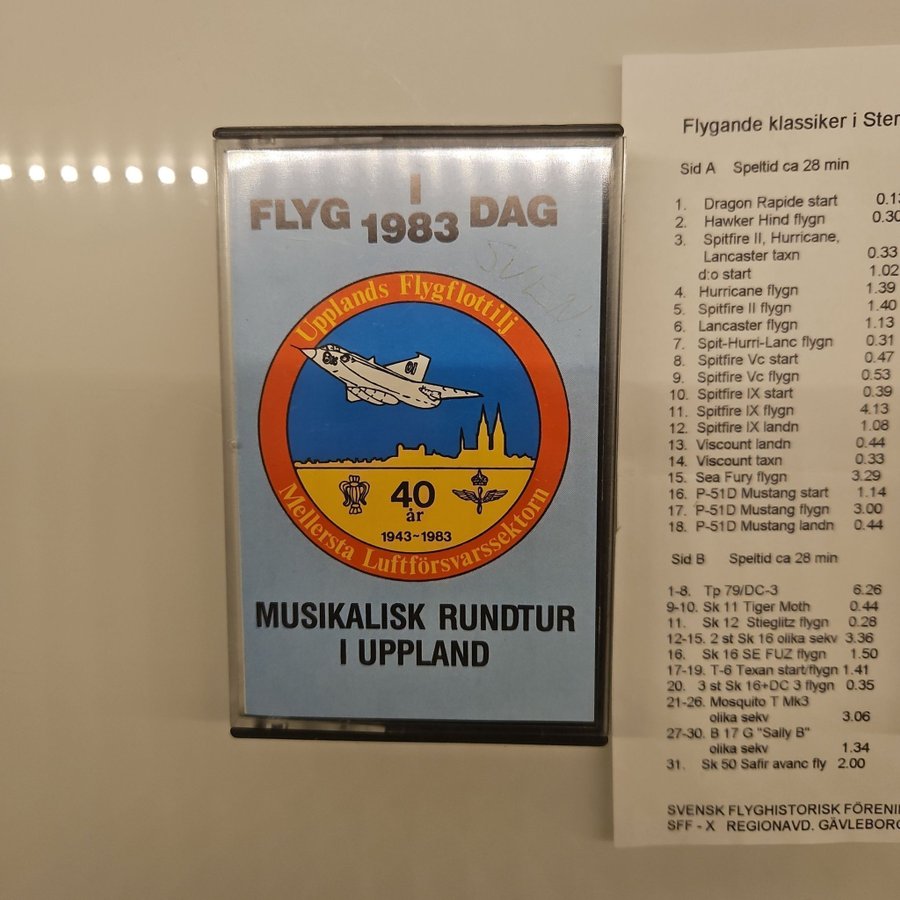 FLYG I DAG
1983
SVEN
Upplands Flygflottilj
01
40
år
1943~1983
Mellersta Luftförsvarssektorn
MUSIKALISK RUNDTUR
I UPPLAND
Flygande klassiker i Ster
Sid A Speltid ca 28 min
1. Dragon Rapide start 0.13
2. Hawker Hind flygn 0.30
3. Spitfire II, Hurricane,
Lancaster taxn 0.33
d:o start 1.02
4. Hurricane flygn 1.39
5. Spitfire II flygn 1.40
6. Lancaster flygn 1.13
7. Spit-Hurri-Lanc flygn 0.31
8. Spitfire Vc start 0.47
9. Spitfire Vc flygn 0.53
10. Spitfire IX start 0.39
11. Spitfire IX flygn 4.13
12. Spitfire IX landn 1.08
13. Viscount landn 0.44
14. Viscount taxn 0.33
15. Sea Fury flygn 3.29
16. P-51D Mustang start 1.14
17. P-51D Mustang flygn 3.00
18. P-51D Mustang landn 0.44
Sid B Speltid ca 28 min
1-8. Tp 79/DC-3 6.26
9-10. Sk 11 Tiger Moth 0.44
11. Sk 12 Stieglitz flygn 0.28
12-15. 2 st Sk 16 olika sekv 3.36
16. Sk 16 SE FUZ flygn 1.50
17-19. T-6 Texan start/flygn 1.41
20. 3 st Sk 16+DC 3 flygn 0.35
21-26. Mosquito T Mk3
olika sekv 3.06
27-30. B 17 G "Sally B"
olika sekv 1.34
31. Sk 50 Safir avanc fly 2.00
SVENSK FLYGHISTORISK FÖRENI
SFF - X REGIONAVD. GÄVLEBORG